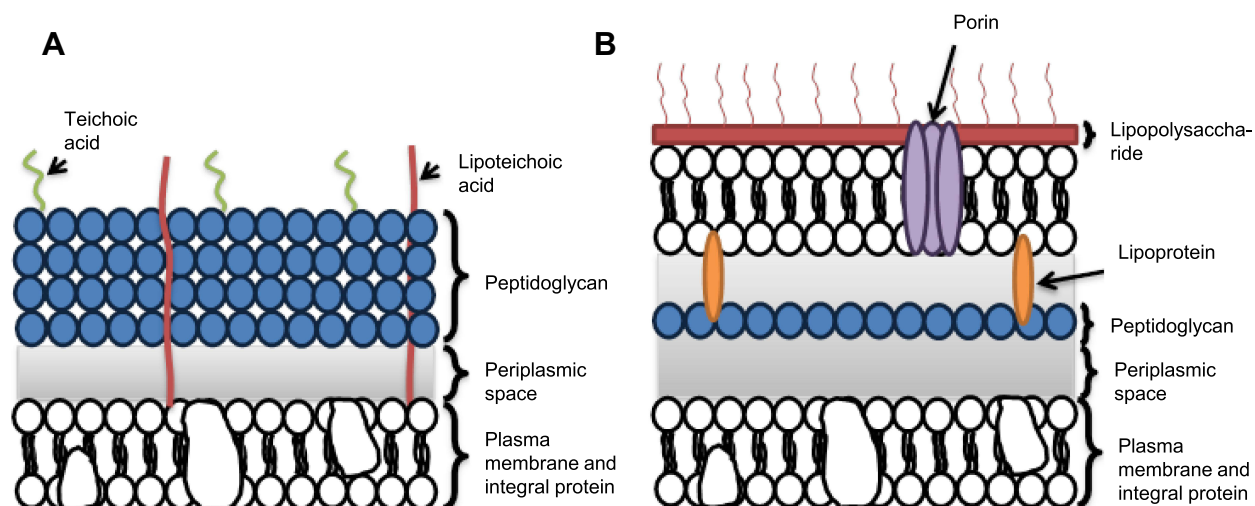 A
Teichoic
acid
Lipoteichoic
acid
Peptidoglycan
Periplasmic
space
Plasma
membrane and
integral protein
B
Porin
Lipopolysaccha-
ride
Lipoprotein
Peptidoglycan
Periplasmic
space
Plasma
membrane and
integral protein